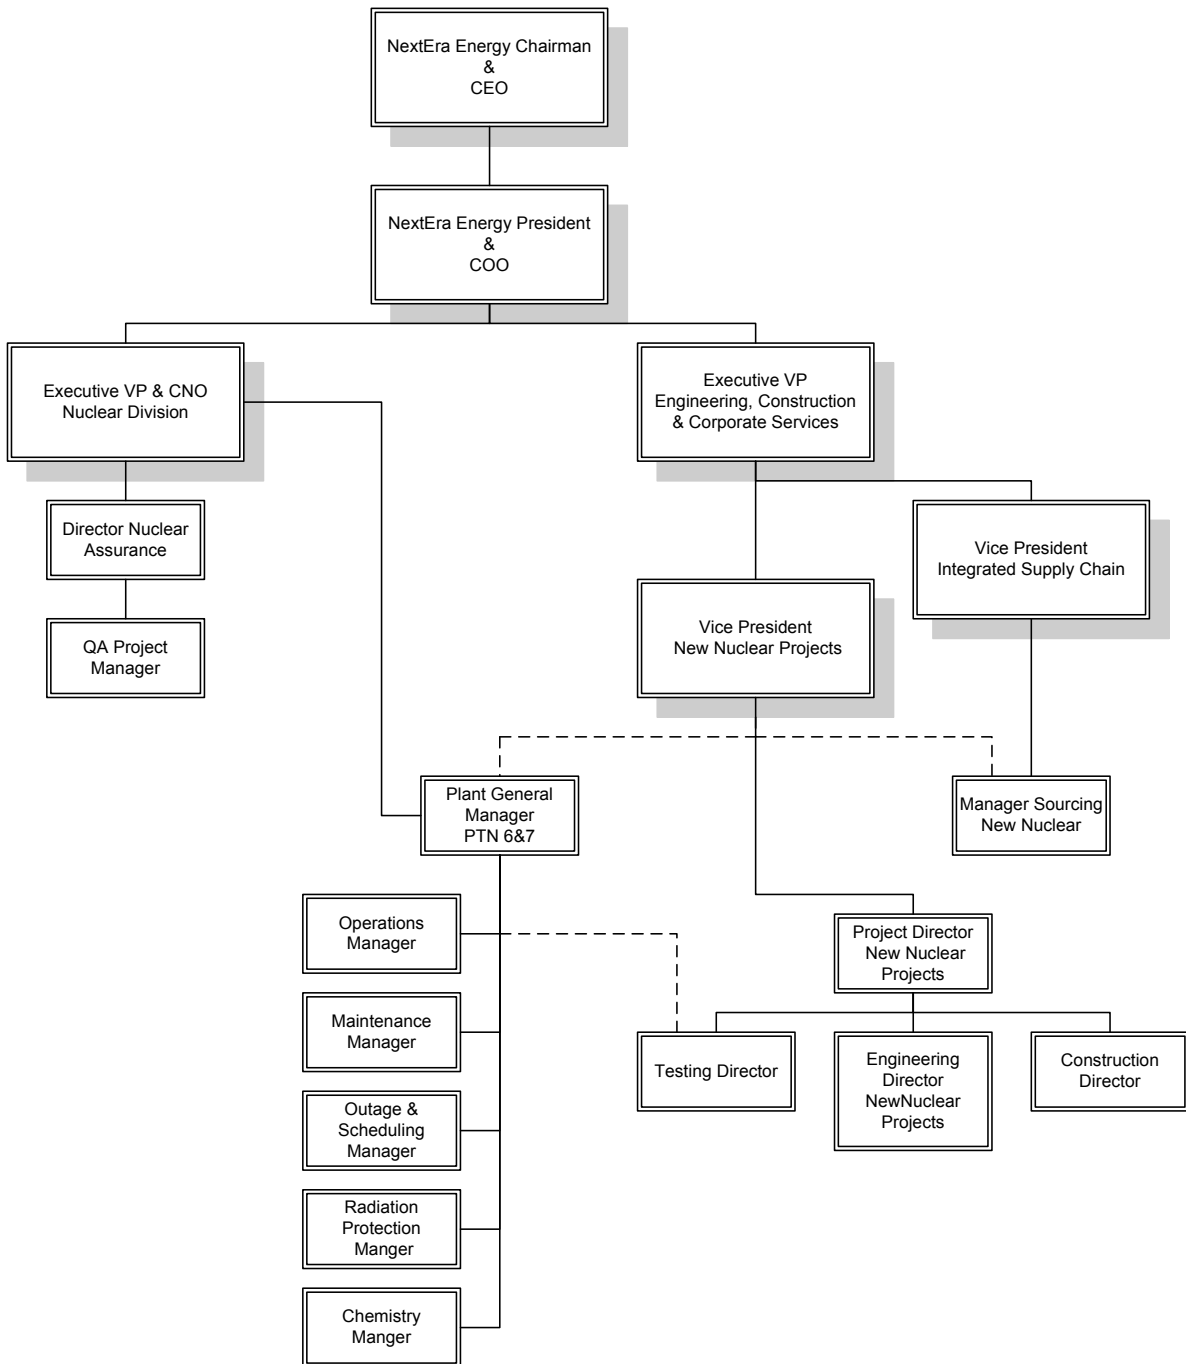 NextEra Energy Chairman
&
CEO
NextEra Energy President
&
COO
Executive VP & CNO
Nuclear Division
Executive VP
Engineering, Construction
& Corporate Services
Director Nuclear
Assurance
Vice President
Integrated Supply Chain
QA Project
Manager
Vice President
New Nuclear Projects
Plant General
Manager
PTN 6&7
Manager Sourcing
New Nuclear
Operations
Manager
Project Director
New Nuclear
Projects
Maintenance
Manager
Testing Director
Engineering
Director
NewNuclear
Projects
Construction
Director
Outage &
Scheduling
Manager
Radiation
Protection
Manger
Chemistry
Manger